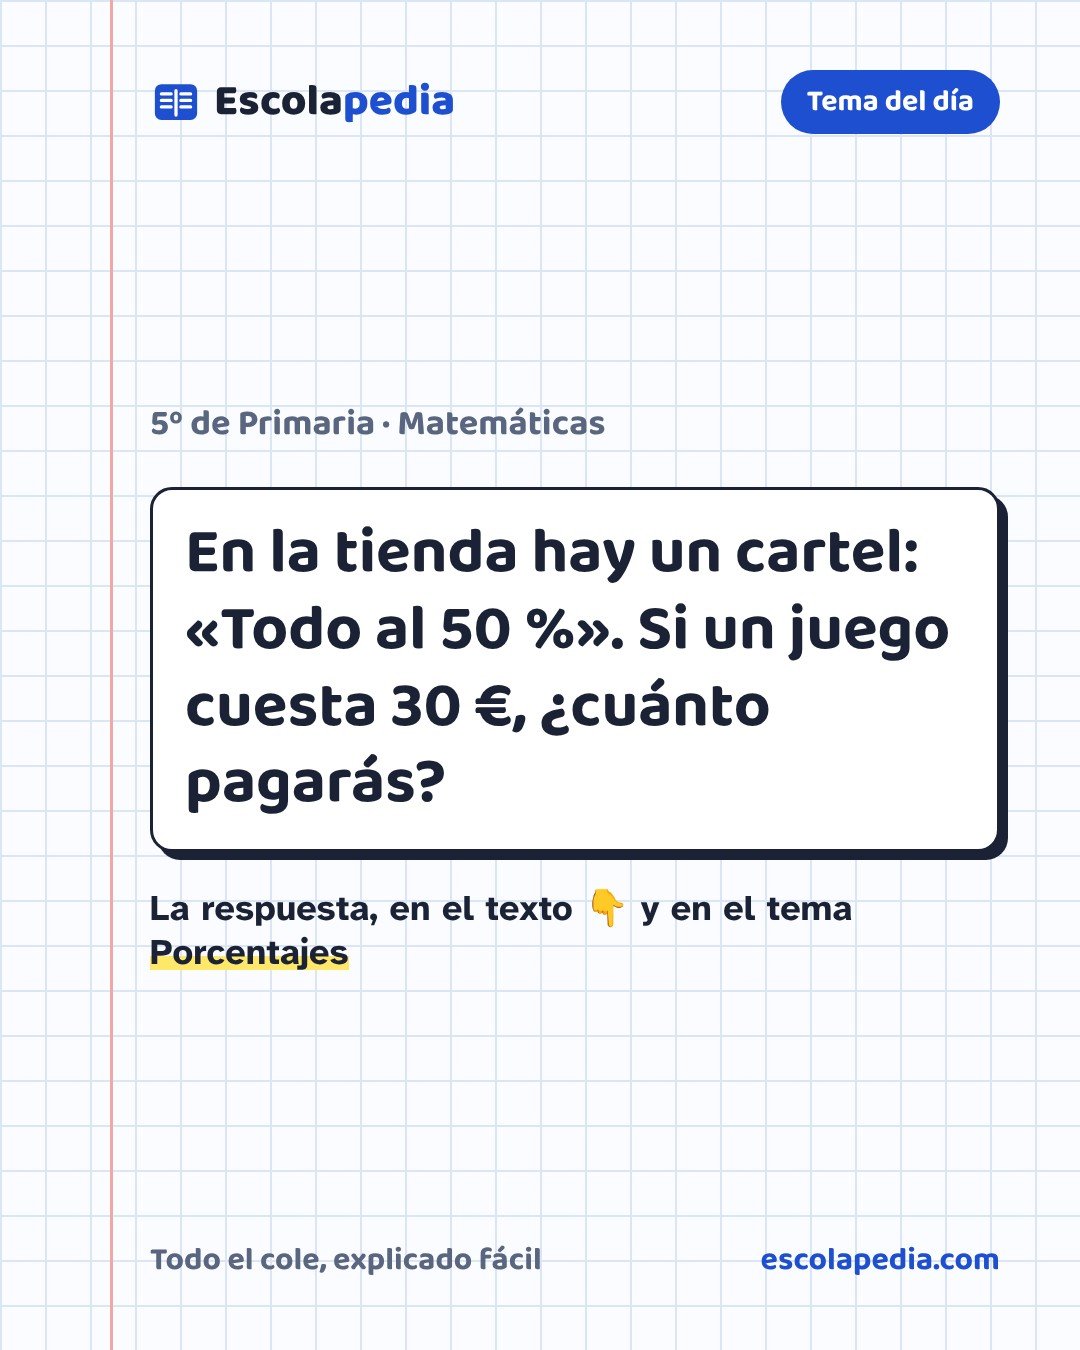 Escolapedia
Tema del día
5º de Primaria · Matemáticas
En la tienda hay un cartel:
«Todo al 50 %». Si un juego
cuesta 30 €, ¿cuánto
pagarás?
La respuesta, en el texto 👇 y en el tema
Porcentajes
Todo el cole, explicado fácil
escolapedia.com